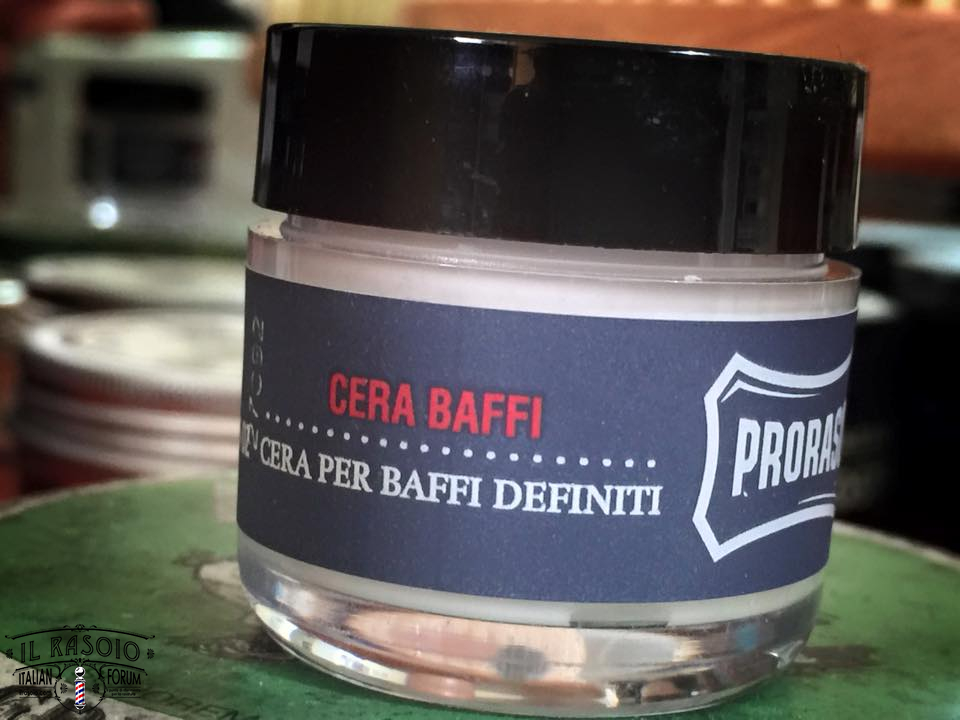 CERA BAFFI
CERA PER BAFFI DEFINITI
PRORAS
IL RASOIO
ITALIAN FORUM